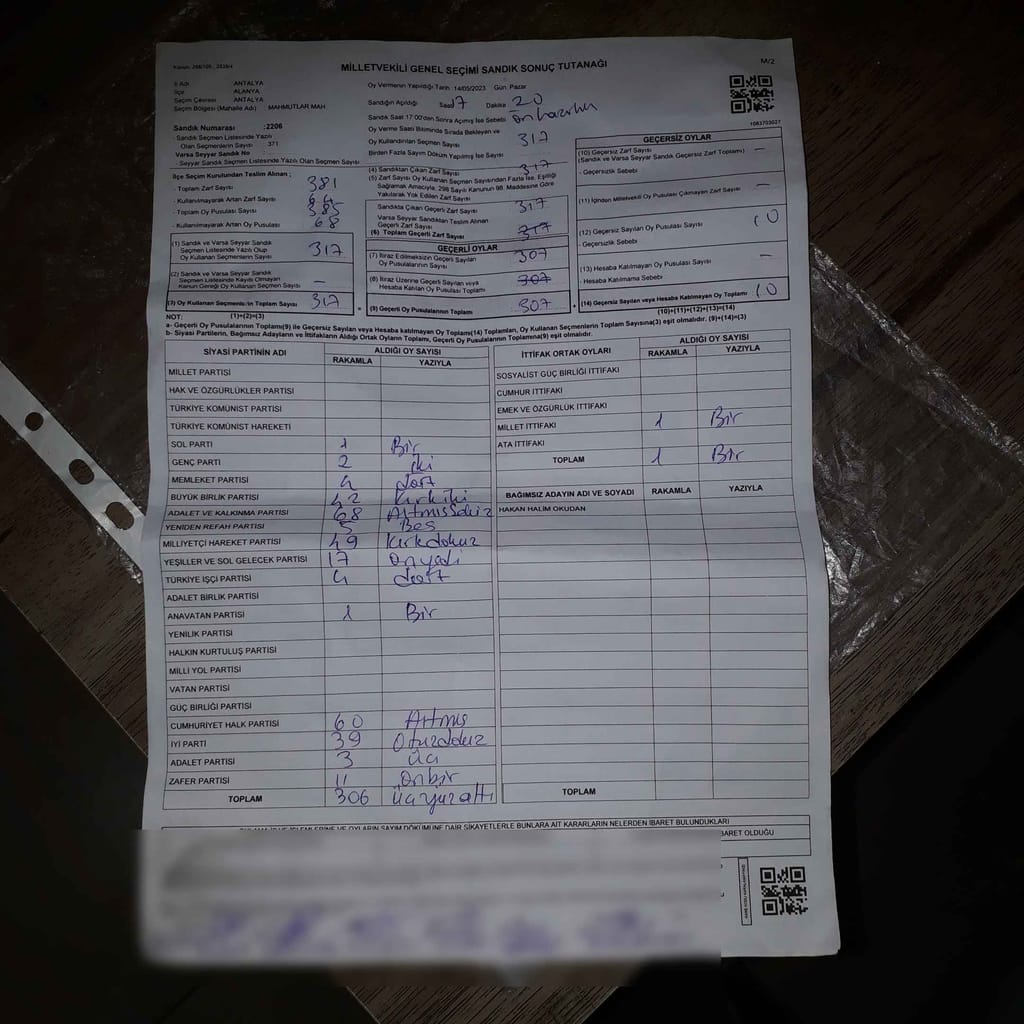 MİLLETVEKİLİ GENEL SEÇİMİ SANDIK SONUÇ TUTANAĞI
M/2
İl Adı ANTALYA
İlçe ALANYA
Seçim Çevresi ANTALYA
Seçim Bölgesi (Mahalle Adı) MAHMUTLAR MAH
Sandık Numarası :2206
- Sandık Seçmen Listesinde Yazılı
Olan Seçmenlerin Sayısı 371
Varsa Seyyar Sandık No
- Seyyar Sandık Seçmen Listesinde Yazılı Olan Seçmen Sayısı
Oy Vermenin Yapıldığı Tarih 14/05/2023 Gün Pazar
Sandığın Açıldığı Saat 17 Dakika 20
Sandık Saat 17:00'den Sonra Açılmış İse Sebebi
Oy Verme Saati Bitiminde Sırada Bekleyen ve
Oy Kullandırılan Seçmen Sayısı 317
Birden Fazla Sayım Döküm Yapılmış İse Sayısı
1083703027
İlçe Seçim Kurulundan Teslim Alınan ;
- Toplam Zarf Sayısı 381
- Kullanılmayarak Artan Zarf Sayısı 64
- Toplam Oy Pusulası Sayısı 385
- Kullanılmayarak Artan Oy Pusulası 68
(1) Sandık ve Varsa Seyyar Sandık
Seçmen Listesinde Yazılı Olup
Oy Kullanan Seçmenlerin Sayısı 317
(2) Sandık ve Varsa Seyyar Sandık
Seçmen Listesinde Kayıtlı Olmayan
Kanun Gereği Oy Kullanan Seçmen Sayısı –
(3) Oy Kullanan Seçmenlerin Toplam Sayısı 317
(4) Sandıktan Çıkan Zarf Sayısı 317
(5) Zarf Sayısı Oy Kullanan Seçmen Sayısından Fazla İse, Eşitliği
Sağlamak Amacıyla, 298 Sayılı Kanunun 98. Maddesine Göre
Yakılarak Yok Edilen Zarf Sayısı
Sandıkta Çıkan Geçerli Zarf Sayısı 317
Varsa Seyyar Sandıktan Teslim Alınan
Geçerli Zarf Sayısı
(6) Toplam Geçerli Zarf Sayısı 317
GEÇERLİ OYLAR
(7) İtiraz Edilmeksizin Geçerli Sayılan
Oy Pusulalarının Sayısı 307
(8) İtiraz Üzerine Geçerli Sayılan veya
Hesaba Katılan Oy Pusulası Toplamı 307
(9) Geçerli Oy Pusulalarının Toplamı 307
GEÇERSİZ OYLAR
(10) Geçersiz Zarf Sayısı –
(Sandık ve Varsa Seyyar Sandık Geçersiz Zarf Toplamı)
- Geçersizlik Sebebi
(11) İçinden Milletvekili Oy Pusulası Çıkmayan Zarf Sayısı –
(12) Geçersiz Sayılan Oy Pusulası Sayısı 10
- Geçersizlik Sebebi
(13) Hesaba Katılmayan Oy Pusulası Sayısı –
Hesaba Katılmama Sebebi
(14) Geçersiz Sayılan veya Hesaba Katılmayan Oy Pusulası Toplamı 10
NOT: (1)+(2)=(3) (10)+(11)+(12)+(13)=(14)
a- Geçerli Oy Pusulalarının Toplamı(9) ile Geçersiz Sayılan veya Hesaba katılmayan Oy Toplamı(14) Toplamları, Oy Kullanan Seçmenlerin Toplam Sayısına(3) eşit olmalıdır. (9)+(14)=(3)
b- Siyasi Partilerin, Bağımsız Adayların ve İttifakların Aldığı Ortak Oyların Toplamı, Geçerli Oy Pusulalarının Toplamına(9) eşit olmalıdır.
SİYASİ PARTİNİN ADI ALDIĞI OY SAYISI
RAKAMLA YAZIYLA
MİLLET PARTİSİ
HAK VE ÖZGÜRLÜKLER PARTİSİ
TÜRKİYE KOMÜNİST PARTİSİ
TÜRKİYE KOMÜNİST HAREKETİ
SOL PARTİ 1 Bir
GENÇ PARTİ 2 iki
MEMLEKET PARTİSİ 4 dört
BÜYÜK BİRLİK PARTİSİ 42 Kırkiki
ADALET VE KALKINMA PARTİSİ 68 Altmışsekiz
YENİDEN REFAH PARTİSİ 5 Beş
MİLLİYETÇİ HAREKET PARTİSİ 49 Kırkdokuz
YEŞİLLER VE SOL GELECEK PARTİSİ 17 Onyedi
TÜRKİYE İŞÇİ PARTİSİ 4 dört
ADALET BİRLİK PARTİSİ
ANAVATAN PARTİSİ 1 Bir
YENİLİK PARTİSİ
HALKIN KURTULUŞ PARTİSİ
MİLLİ YOL PARTİSİ
VATAN PARTİSİ
GÜÇ BİRLİĞİ PARTİSİ
CUMHURİYET HALK PARTİSİ 60 Altmış
İYİ PARTİ 39 Otuzdokuz
ADALET PARTİSİ 3 Üç
ZAFER PARTİSİ 11 Onbir
TOPLAM 306 üçyüzaltı
İTTİFAK ORTAK OYLARI ALDIĞI OY SAYISI
RAKAMLA YAZIYLA
SOSYALİST GÜÇ BİRLİĞİ İTTİFAKI
CUMHUR İTTİFAKI
EMEK VE ÖZGÜRLÜK İTTİFAKI
MİLLET İTTİFAKI 1 Bir
ATA İTTİFAKI
TOPLAM 1 Bir
BAĞIMSIZ ADAYIN ADI VE SOYADI RAKAMLA YAZIYLA
HAKAN HALİM OKUDAN
TOPLAM
İŞLEMLERİNE VE OYLARIN SAYIM DÖKÜMÜNE DAİR ŞİKAYETLERLE BUNLARA AİT KARARLARIN NELERDEN İBARET BULUNDUKLARI
İBARET OLDUĞU